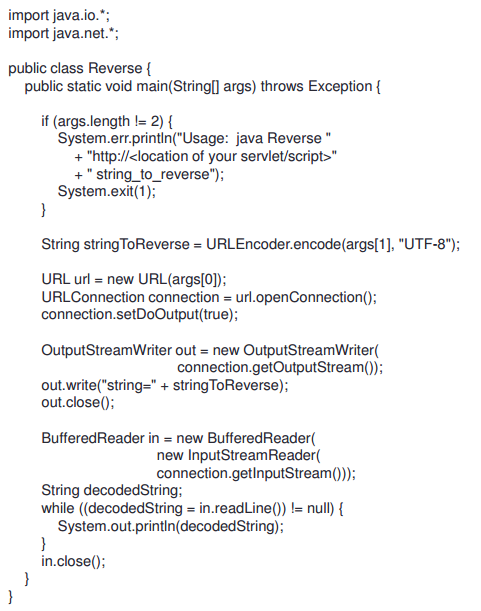 import java.io.*;
import java.net.*;

public class Reverse {
    public static void main(String[] args) throws Exception {

        if (args.length != 2) {
            System.err.println("Usage:  java Reverse "
                + "http://<location of your servlet/script>"
                + " string_to_reverse");
            System.exit(1);
        }

        String stringToReverse = URLEncoder.encode(args[1], "UTF-8");

        URL url = new URL(args[0]);
        URLConnection connection = url.openConnection();
        connection.setDoOutput(true);

        OutputStreamWriter out = new OutputStreamWriter(
                                         connection.getOutputStream());
        out.write("string=" + stringToReverse);
        out.close();

        BufferedReader in = new BufferedReader(
                                    new InputStreamReader(
                                    connection.getInputStream()));
        String decodedString;
        while ((decodedString = in.readLine()) != null) {
            System.out.println(decodedString);
        }
        in.close();
    }
}